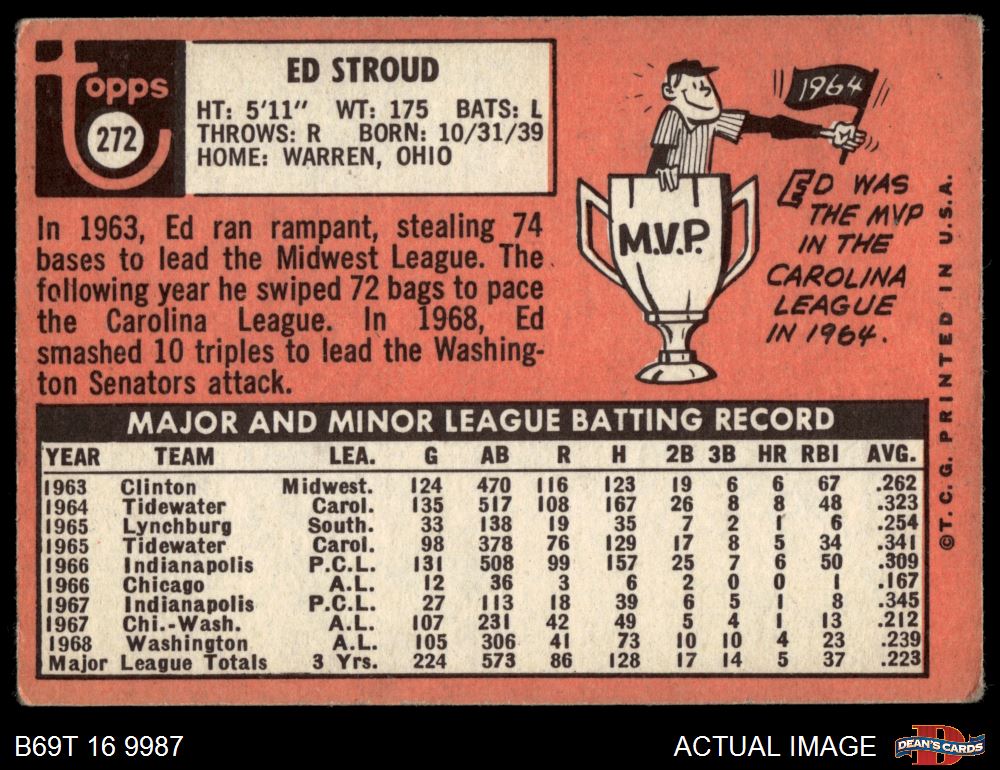 Topps
272
ED STROUD
HT: 5'11" WT: 175 BATS: L
THROWS: R BORN: 10/31/39
HOME: WARREN, OHIO
In 1963, Ed ran rampant, stealing 74
bases to lead the Midwest League. The
following year he swiped 72 bags to pace
the Carolina League. In 1968, Ed
smashed 10 triples to lead the Washing-
ton Senators attack.
1964
M.V.P.
ED WAS
THE MVP
IN THE
CAROLINA
LEAGUE
IN 1964.
MAJOR AND MINOR LEAGUE BATTING RECORD
YEAR TEAM LEA. G AB R H 2B 3B HR RBI AVG.
1963 Clinton Midwest. 124 470 116 123 19 6 6 67 .262
1964 Tidewater Carol. 135 517 108 167 26 8 8 48 .323
1965 Lynchburg South. 33 138 19 35 7 2 1 6 .254
1965 Tidewater Carol. 98 378 76 129 17 8 5 34 .341
1966 Indianapolis P.C.L. 131 508 99 157 25 7 6 50 .309
1966 Chicago A.L. 12 36 3 6 2 0 0 1 .167
1967 Indianapolis P.C.L. 27 113 18 39 6 5 1 8 .345
1967 Chi.-Wash. A.L. 107 231 42 49 5 4 1 13 .212
1968 Washington A.L. 105 306 41 73 10 10 4 23 .239
Major League Totals 3 Yrs. 224 573 86 128 17 14 5 37 .223
©T. C. G. PRINTED IN U.S.A.
B69T 16 9987
ACTUAL IMAGE
D
DEAN'S CARDS